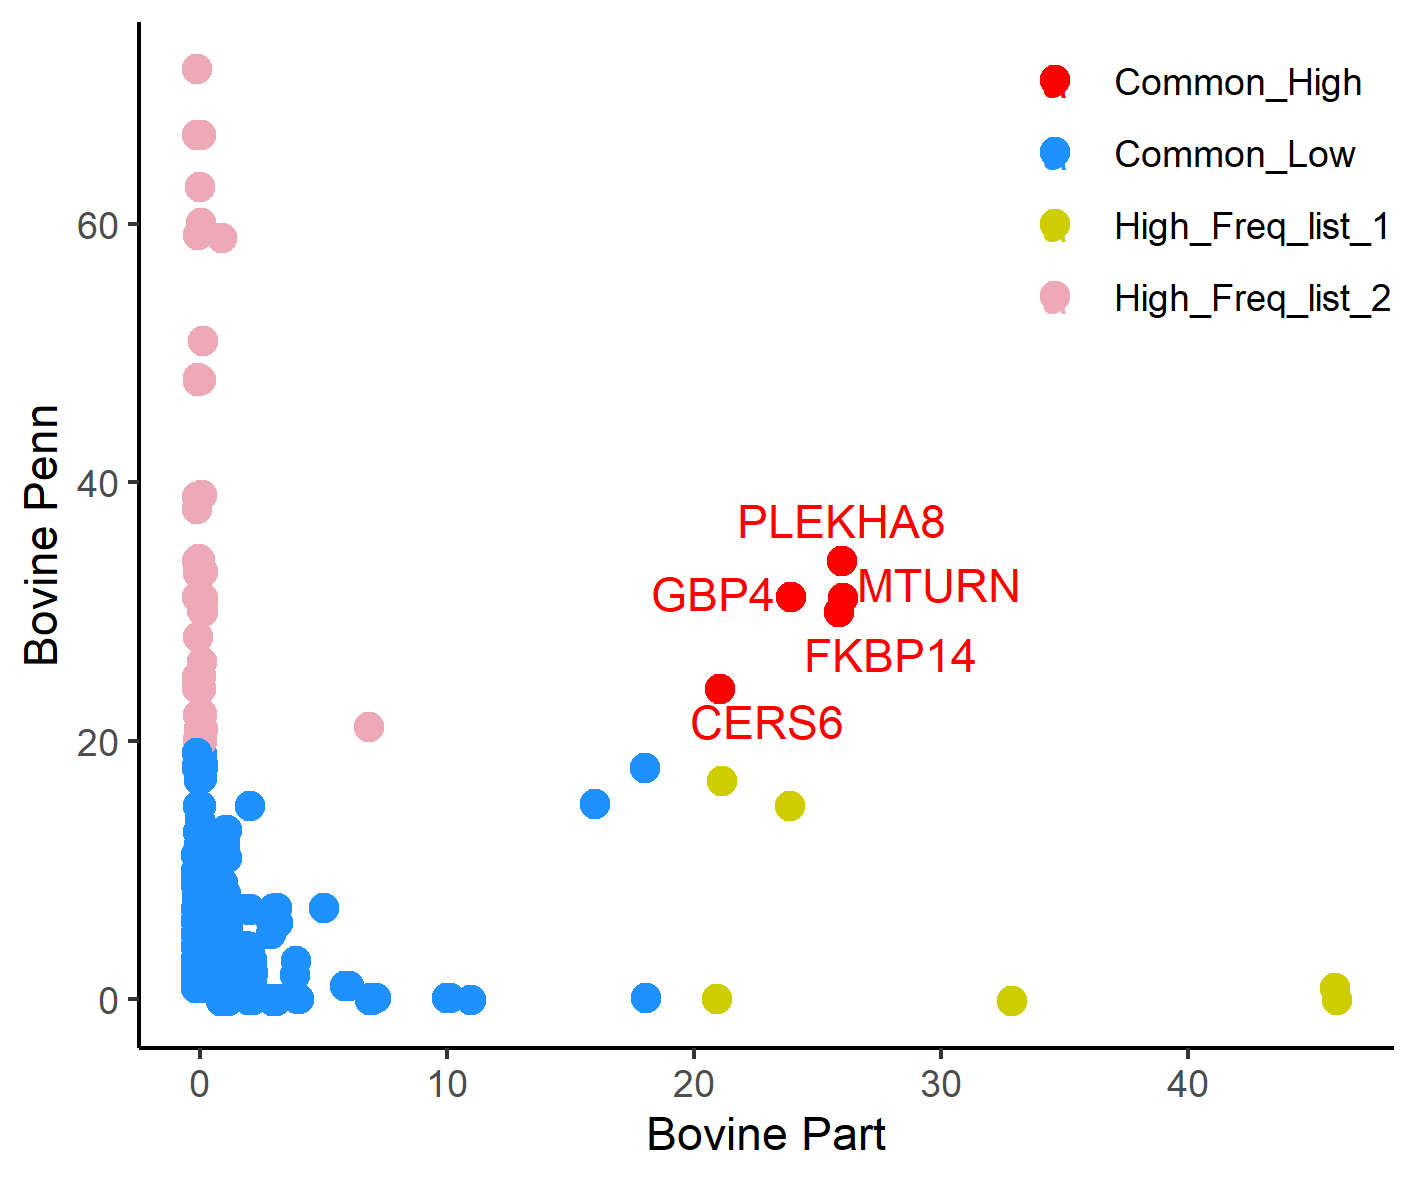 Common_High
Common_Low
High_Freq_list_1
High_Freq_list_2
60
40
20
0
Bovine Penn
PLEKHA8
MTURN
GBP4
FKBP14
CERS6
0
10
20
30
40
Bovine Part